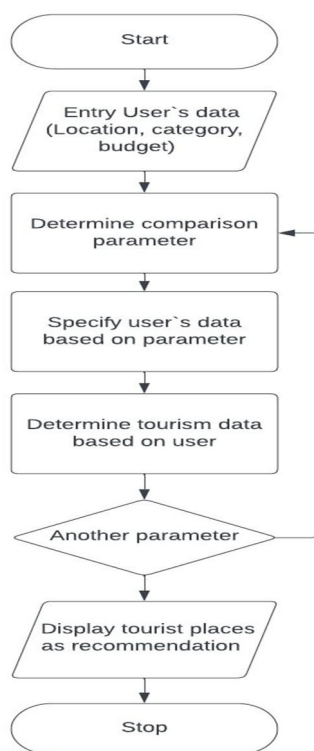 Start
Entry User`s data
(Location, category,
budget)
Determine comparison
parameter
Specify user`s data
based on parameter
Determine tourism data
based on user
Another parameter
Display tourist places
as recommendation
Stop